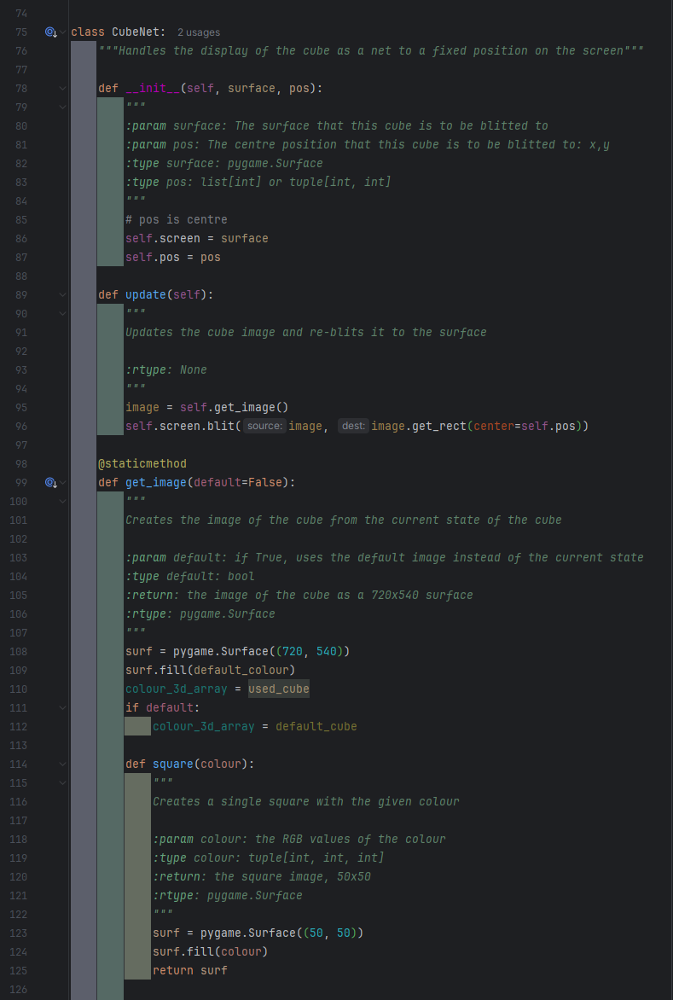 74
75 class CubeNet: 2 usages
76 """Handles the display of the cube as a net to a fixed position on the screen"""
77
78 def __init__(self, surface, pos):
79 """
80 :param surface: The surface that this cube is to be blitted to
81 :param pos: The centre position that this cube is to be blitted to: x,y
82 :type surface: pygame.Surface
83 :type pos: list[int] or tuple[int, int]
84 """
85 # pos is centre
86 self.screen = surface
87 self.pos = pos
88
89 def update(self):
90 """
91 Updates the cube image and re-blits it to the surface
92
93 :rtype: None
94 """
95 image = self.get_image()
96 self.screen.blit( source: image, dest: image.get_rect(center=self.pos))
97
98 @staticmethod
99 def get_image(default=False):
100 """
101 Creates the image of the cube from the current state of the cube
102
103 :param default: if True, uses the default image instead of the current state
104 :type default: bool
105 :return: the image of the cube as a 720x540 surface
106 :rtype: pygame.Surface
107 """
108 surf = pygame.Surface((720, 540))
109 surf.fill(default_colour)
110 colour_3d_array = used_cube
111 if default:
112 colour_3d_array = default_cube
113
114 def square(colour):
115 """
116 Creates a single square with the given colour
117
118 :param colour: the RGB values of the colour
119 :type colour: tuple[int, int, int]
120 :return: the square image, 50x50
121 :rtype: pygame.Surface
122 """
123 surf = pygame.Surface((50, 50))
124 surf.fill(colour)
125 return surf
126